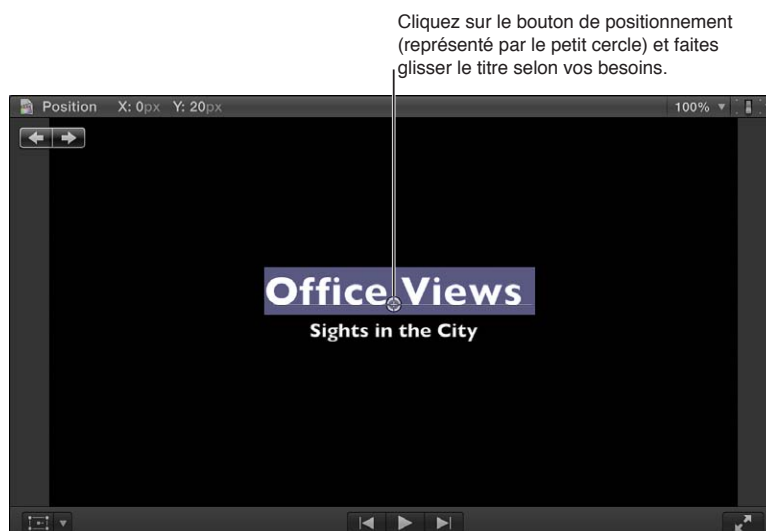 Cliquez sur le bouton de positionnement
(représenté par le petit cercle) et faites
glisser le titre selon vos besoins.
Position X: 0px Y: 20px
100%
Office Views
Sights in the City